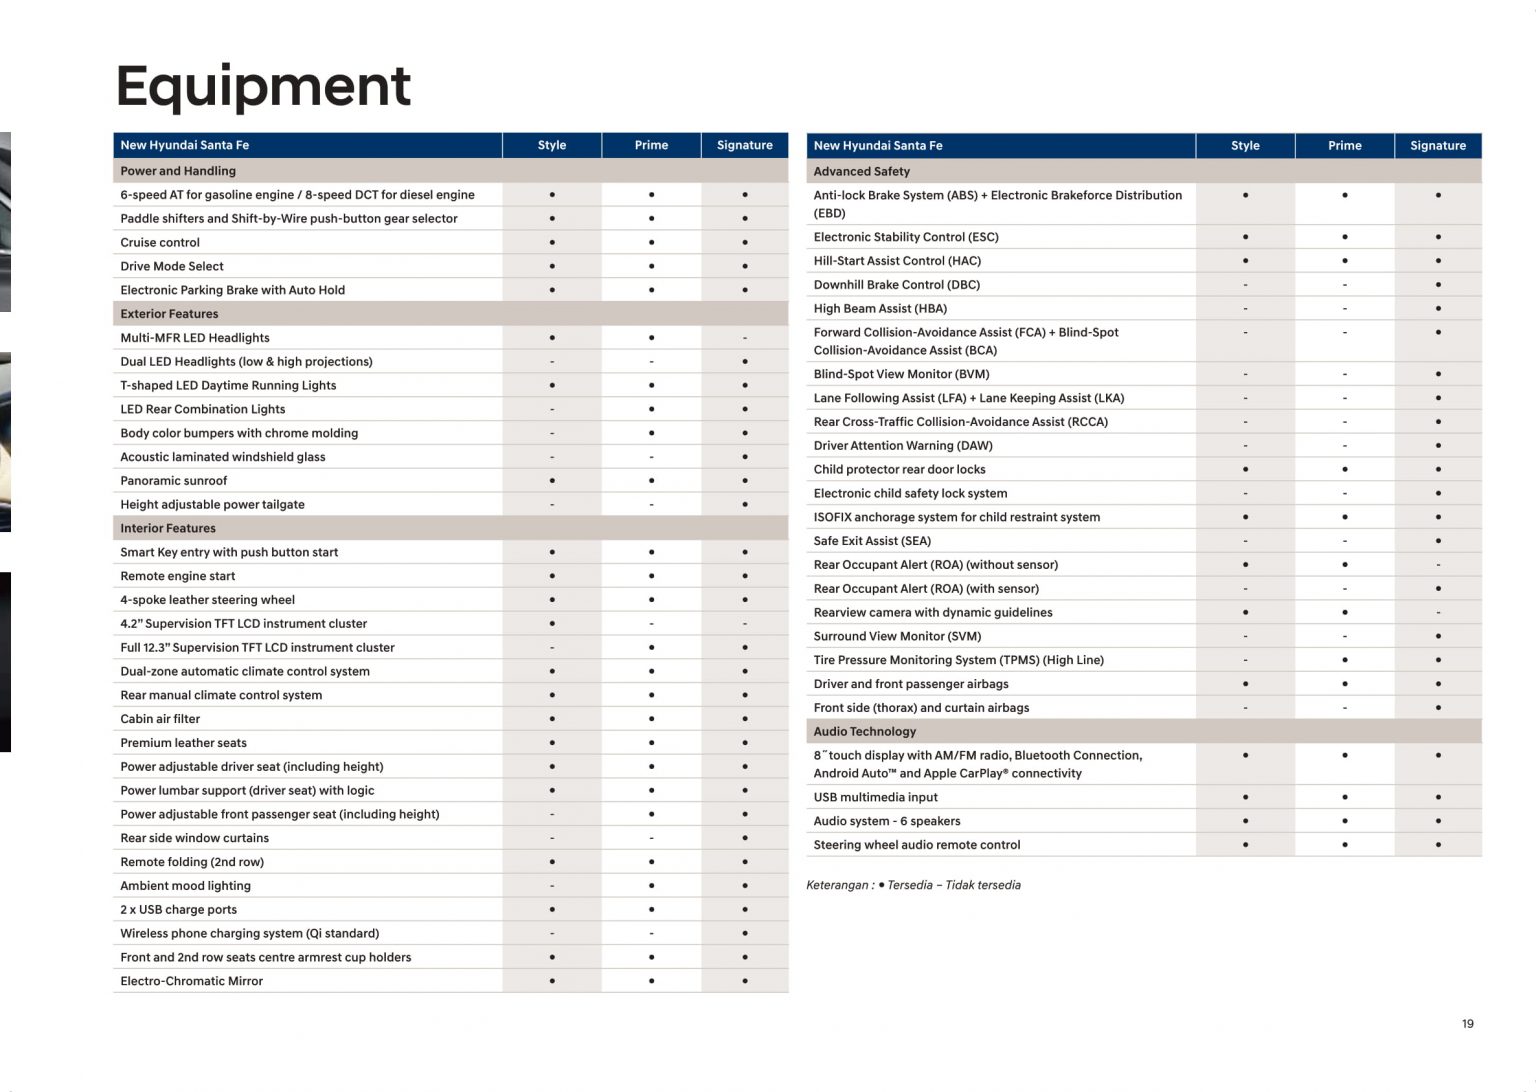 Equipment
New Hyundai Santa Fe Style Prime Signature
Power and Handling
6-speed AT for gasoline engine / 8-speed DCT for diesel engine • • •
Paddle shifters and Shift-by-Wire push-button gear selector • • •
Cruise control • • •
Drive Mode Select • • •
Electronic Parking Brake with Auto Hold • • •
Exterior Features
Multi-MFR LED Headlights • • -
Dual LED Headlights (low & high projections) - - •
T-shaped LED Daytime Running Lights • • •
LED Rear Combination Lights - • •
Body color bumpers with chrome molding - • •
Acoustic laminated windshield glass - - •
Panoramic sunroof • • •
Height adjustable power tailgate - - •
Interior Features
Smart Key entry with push button start • • •
Remote engine start • • •
4-spoke leather steering wheel • • •
4.2” Supervision TFT LCD instrument cluster • - -
Full 12.3” Supervision TFT LCD instrument cluster - • •
Dual-zone automatic climate control system • • •
Rear manual climate control system • • •
Cabin air filter • • •
Premium leather seats • • •
Power adjustable driver seat (including height) • • •
Power lumbar support (driver seat) with logic • • •
Power adjustable front passenger seat (including height) - • •
Rear side window curtains - - •
Remote folding (2nd row) • • •
Ambient mood lighting - • •
2 x USB charge ports • • •
Wireless phone charging system (Qi standard) - - •
Front and 2nd row seats centre armrest cup holders • • •
Electro-Chromatic Mirror • • •
New Hyundai Santa Fe Style Prime Signature
Advanced Safety
Anti-lock Brake System (ABS) + Electronic Brakeforce Distribution • • •
(EBD)
Electronic Stability Control (ESC) • • •
Hill-Start Assist Control (HAC) • • •
Downhill Brake Control (DBC) - - •
High Beam Assist (HBA) - - •
Forward Collision-Avoidance Assist (FCA) + Blind-Spot - - •
Collision-Avoidance Assist (BCA)
Blind-Spot View Monitor (BVM) - - •
Lane Following Assist (LFA) + Lane Keeping Assist (LKA) - - •
Rear Cross-Traffic Collision-Avoidance Assist (RCCA) - - •
Driver Attention Warning (DAW) - - •
Child protector rear door locks • • •
Electronic child safety lock system - - •
ISOFIX anchorage system for child restraint system • • •
Safe Exit Assist (SEA) - - •
Rear Occupant Alert (ROA) (without sensor) • • -
Rear Occupant Alert (ROA) (with sensor) - - •
Rearview camera with dynamic guidelines • • -
Surround View Monitor (SVM) - - •
Tire Pressure Monitoring System (TPMS) (High Line) - • •
Driver and front passenger airbags • • •
Front side (thorax) and curtain airbags - - •
Audio Technology
8˝touch display with AM/FM radio, Bluetooth Connection, • • •
Android Auto™ and Apple CarPlay® connectivity
USB multimedia input • • •
Audio system - 6 speakers • • •
Steering wheel audio remote control • • •
Keterangan : • Tersedia – Tidak tersedia
19